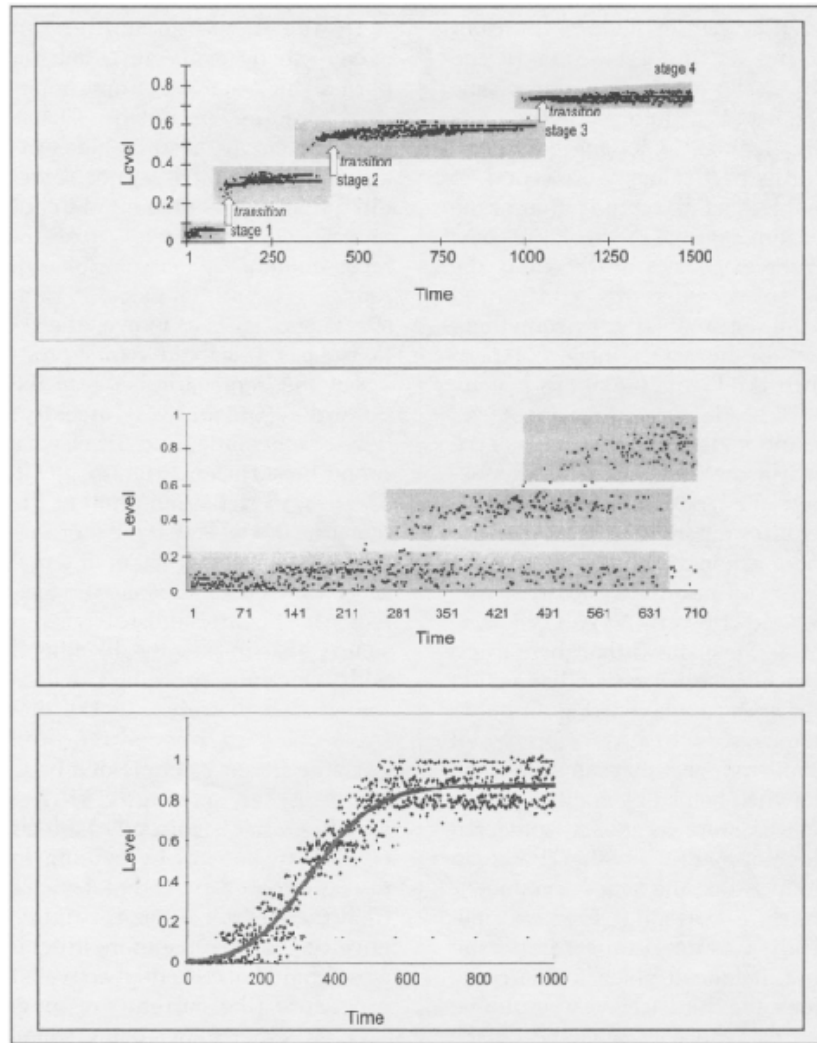 stage 4
0.8
transition
stage 3
0.6
transition
stage 2
0.4
0.2
transition
stage 1
0
Level
1 250 500 750 1000 1250 1500
Time
1
0.8
0.6
0.4
0.2
0
Level
1 71 141 211 281 351 421 491 561 631 710
Time
1
0.8
0.6
0.4
0.2
0
Level
0 200 400 600 800 1000
Time